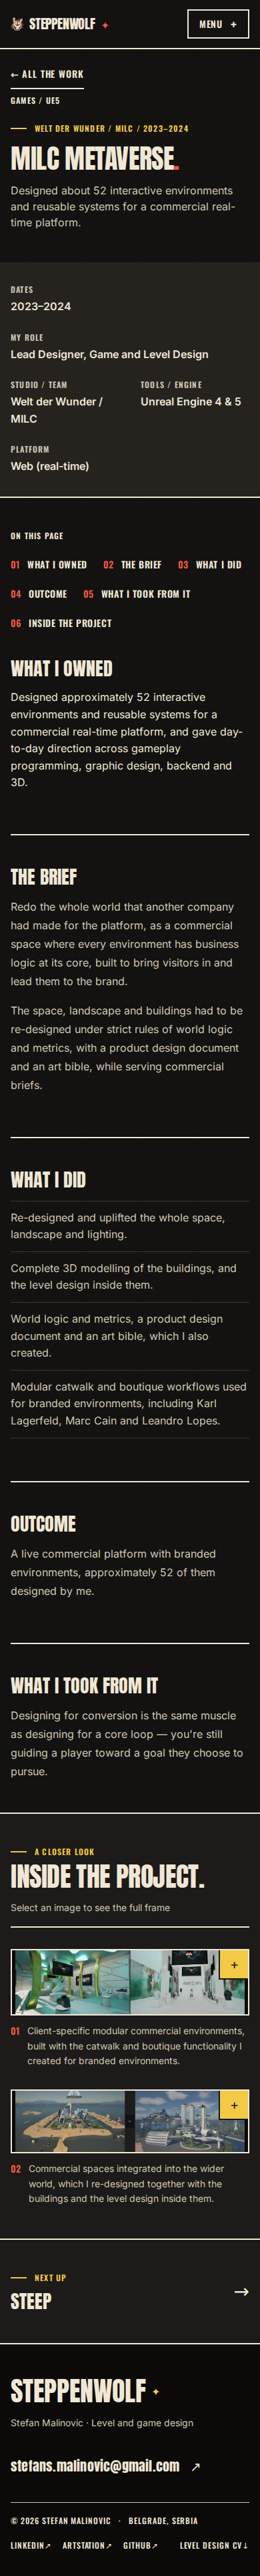 STEPPENWOLF
MENU +
← ALL THE WORK
GAMES / UE5
WELT DER WUNDER / MILC / 2023–2024
MILC METAVERSE.
Designed about 52 interactive environments
and reusable systems for a commercial real-
time platform.
DATES
2023–2024
MY ROLE
Lead Designer, Game and Level Design
STUDIO / TEAM
Welt der Wunder /
MILC
TOOLS / ENGINE
Unreal Engine 4 & 5
PLATFORM
Web (real-time)
ON THIS PAGE
01 WHAT I OWNED 02 THE BRIEF 03 WHAT I DID
04 OUTCOME 05 WHAT I TOOK FROM IT
06 INSIDE THE PROJECT
WHAT I OWNED
Designed approximately 52 interactive
environments and reusable systems for a
commercial real-time platform, and gave day-
to-day direction across gameplay
programming, graphic design, backend and
3D.
THE BRIEF
Redo the whole world that another company
had made for the platform, as a commercial
space where every environment has business
logic at its core, built to bring visitors in and
lead them to the brand.
The space, landscape and buildings had to be
re-designed under strict rules of world logic
and metrics, with a product design document
and an art bible, while serving commercial
briefs.
WHAT I DID
Re-designed and uplifted the whole space,
landscape and lighting.
Complete 3D modelling of the buildings, and
the level design inside them.
World logic and metrics, a product design
document and an art bible, which I also
created.
Modular catwalk and boutique workflows used
for branded environments, including Karl
Lagerfeld, Marc Cain and Leandro Lopes.
OUTCOME
A live commercial platform with branded
environments, approximately 52 of them
designed by me.
WHAT I TOOK FROM IT
Designing for conversion is the same muscle
as designing for a core loop — you're still
guiding a player toward a goal they choose to
pursue.
A CLOSER LOOK
INSIDE THE PROJECT.
Select an image to see the full frame
+
01 Client-specific modular commercial environments,
built with the catwalk and boutique functionality I
created for branded environments.
+
02 Commercial spaces integrated into the wider
world, which I re-designed together with the
buildings and the level design inside them.
NEXT UP
STEEP
→
STEPPENWOLF
Stefan Malinovic · Level and game design
stefans.malinovic@gmail.com ↗
© 2026 STEFAN MALINOVIC · BELGRADE, SERBIA
LINKEDIN↗ ARTSTATION↗ GITHUB↗ LEVEL DESIGN CV↓